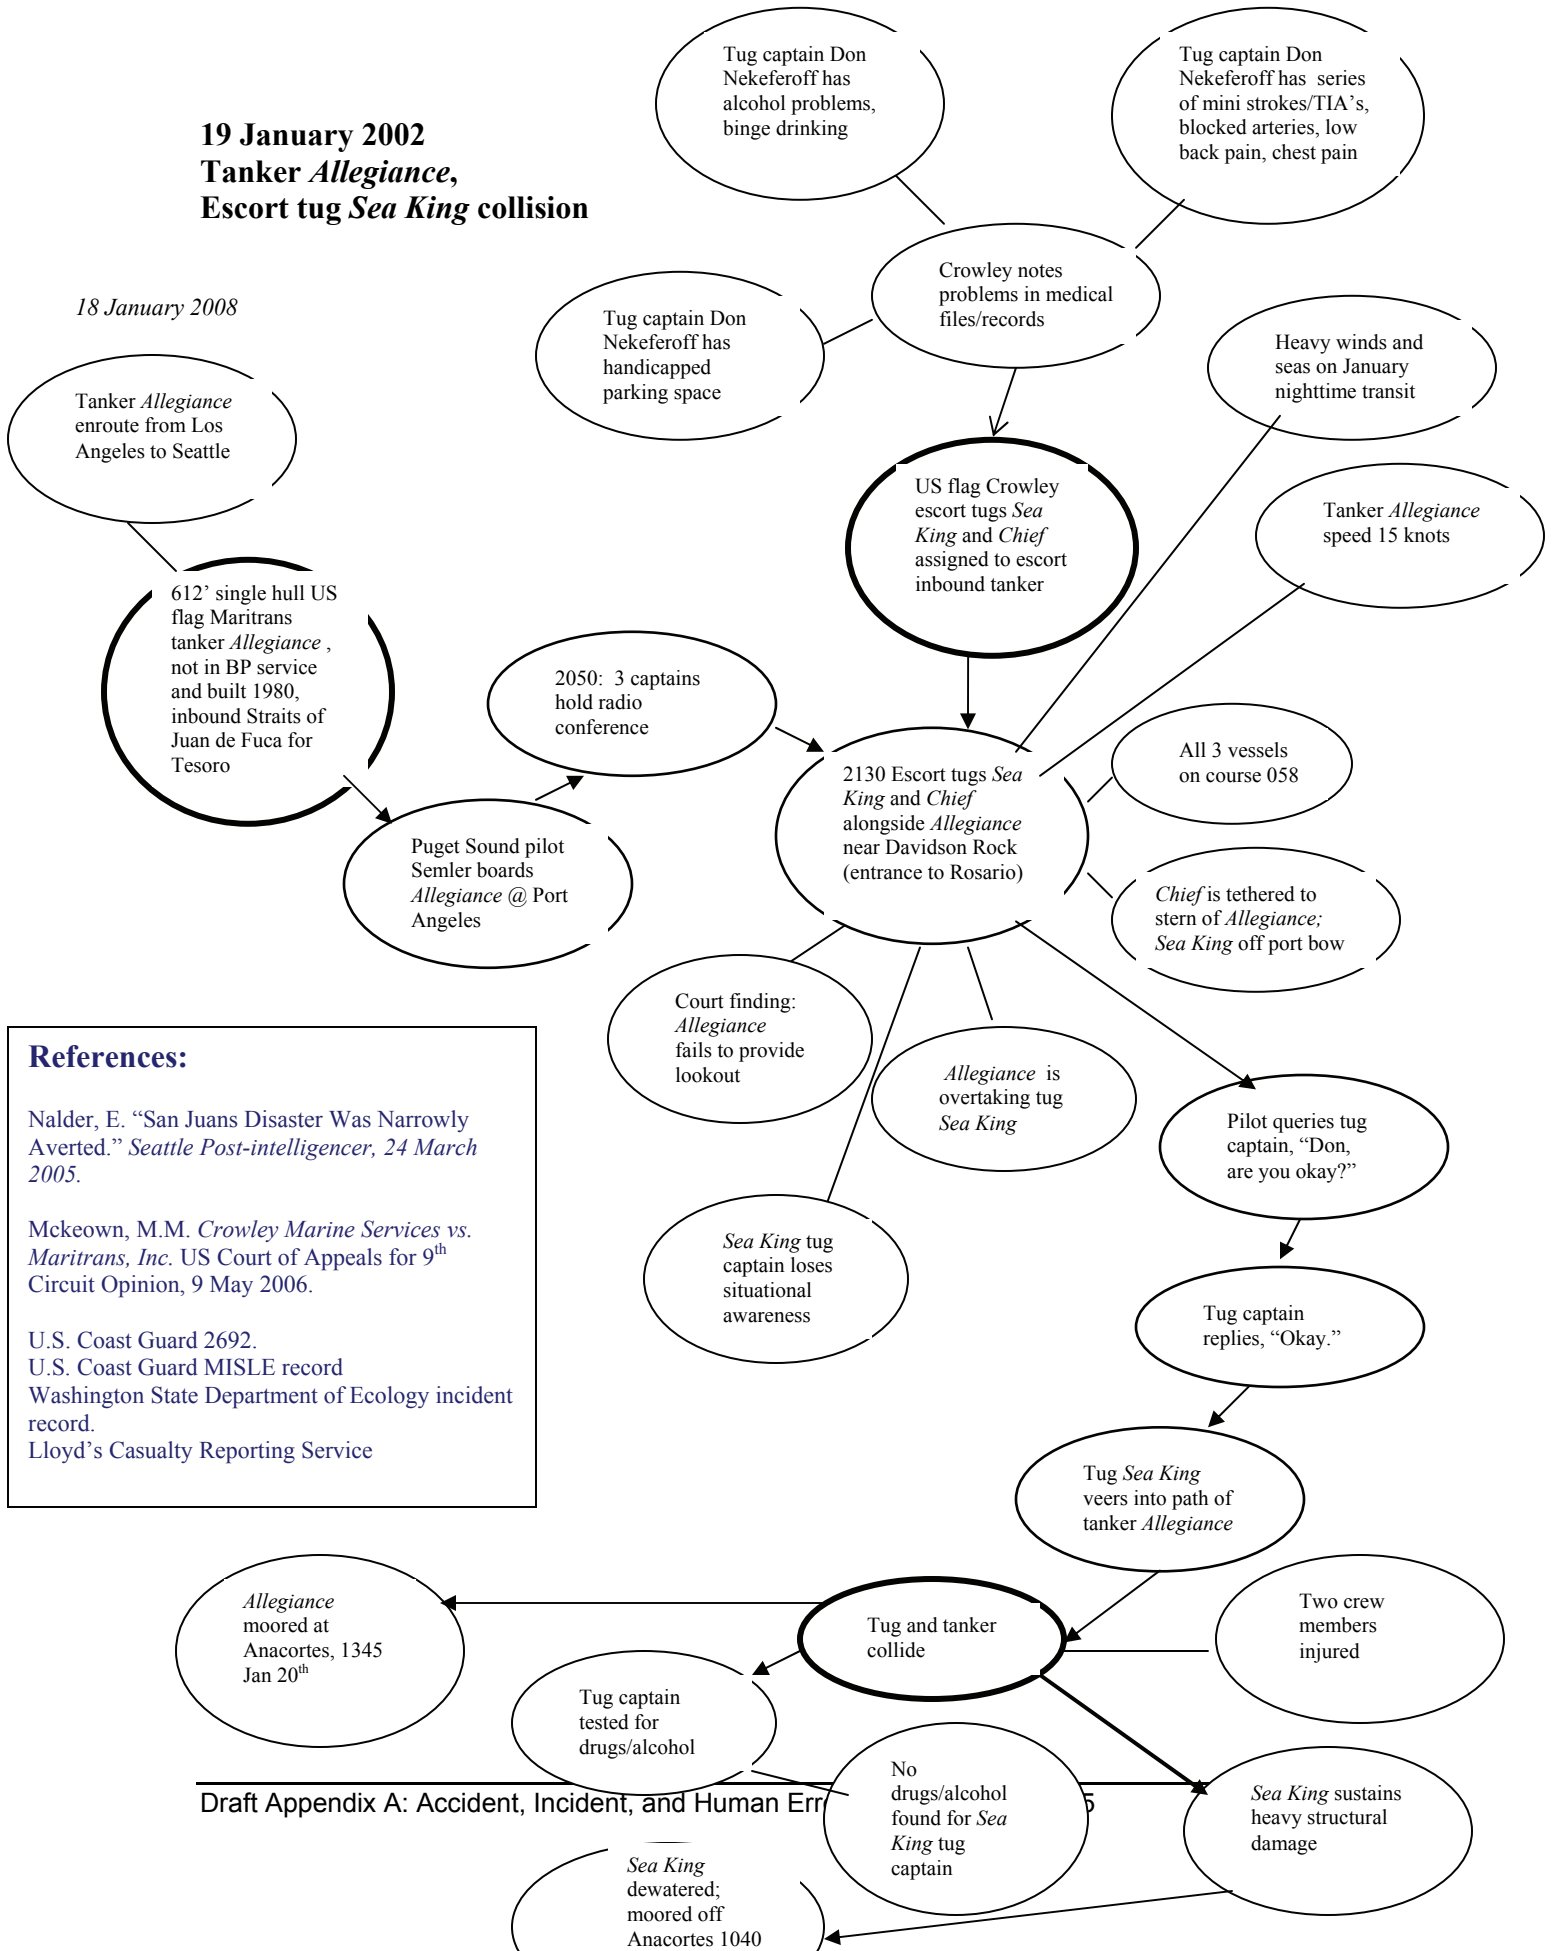 19 January 2002
Tanker Allegiance,
Escort tug Sea King collision
18 January 2008
Tug captain Don
Nekeferoff has
alcohol problems,
binge drinking
Tug captain Don
Nekeferoff has series
of mini strokes/TIA's,
blocked arteries, low
back pain, chest pain
Crowley notes
problems in medical
files/records
Tug captain Don
Nekeferoff has
handicapped
parking space
Heavy winds and
seas on January
nighttime transit
Tanker Allegiance
enroute from Los
Angeles to Seattle
US flag Crowley
escort tugs Sea
King and Chief
assigned to escort
inbound tanker
Tanker Allegiance
speed 15 knots
612' single hull US
flag Maritrans
tanker Allegiance ,
not in BP service
and built 1980,
inbound Straits of
Juan de Fuca for
Tesoro
2050: 3 captains
hold radio
conference
Puget Sound pilot
Semler boards
Allegiance @ Port
Angeles
2130 Escort tugs Sea
King and Chief
alongside Allegiance
near Davidson Rock
(entrance to Rosario)
All 3 vessels
on course 058
Chief is tethered to
stern of Allegiance;
Sea King off port bow
Court finding:
Allegiance
fails to provide
lookout
Allegiance is
overtaking tug
Sea King
Sea King tug
captain loses
situational
awareness
Pilot queries tug
captain, "Don,
are you okay?"
Tug captain
replies, "Okay."
Tug Sea King
veers into path of
tanker Allegiance
References:
Nalder, E. "San Juans Disaster Was Narrowly
Averted." Seattle Post-intelligencer, 24 March
2005.
Mckeown, M.M. Crowley Marine Services vs.
Maritrans, Inc. US Court of Appeals for 9th
Circuit Opinion, 9 May 2006.
U.S. Coast Guard 2692.
U.S. Coast Guard MISLE record
Washington State Department of Ecology incident
record.
Lloyd's Casualty Reporting Service
Allegiance
moored at
Anacortes, 1345
Jan 20th
Tug and tanker
collide
Two crew
members
injured
Tug captain
tested for
drugs/alcohol
No
drugs/alcohol
found for Sea
King tug
captain
Sea King sustains
heavy structural
damage
Draft Appendix A: Accident, Incident, and Human
Sea King
dewatered;
moored off
Anacortes 1040